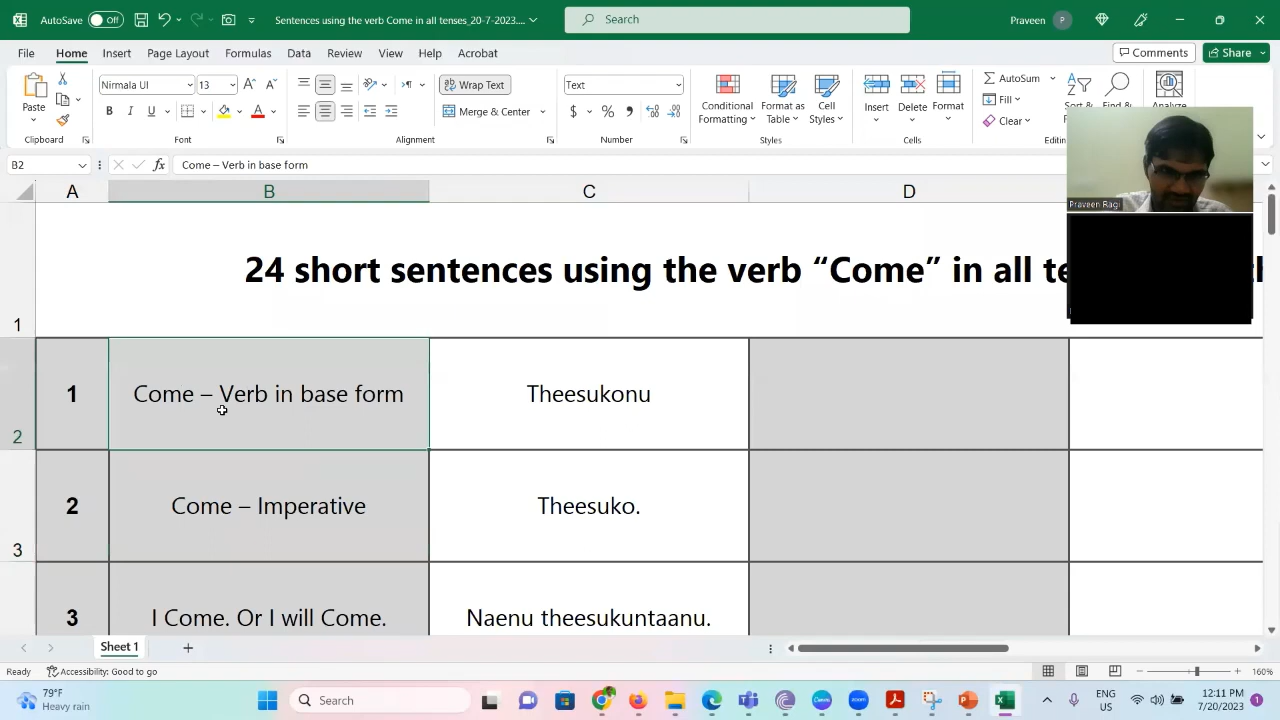 AutoSave Off Sentences using the verb Come in all tenses_20-7-2023.... Search Praveen P
File Home Insert Page Layout Formulas Data Review View Help Acrobat Comments Share
Paste Nirmala UI 13 Wrap Text Text Conditional Formatting Format as Table Cell Styles Insert Delete Format AutoSum
Merge & Center Fill
Clear
Clipboard Font Alignment Number Styles Cells
B2 fx Come – Verb in base form
A B C D
Praveen Ragi
1 24 short sentences using the verb “Come” in all
2 1 Come – Verb in base form Theesukonu
3 2 Come – Imperative Theesuko.
3 I Come. Or I will Come. Naenu theesukuntaanu.
Sheet 1
Ready Accessibility: Good to go 160%
79°F
Heavy rain
Search
ENG
US
12:11 PM
7/20/2023
1